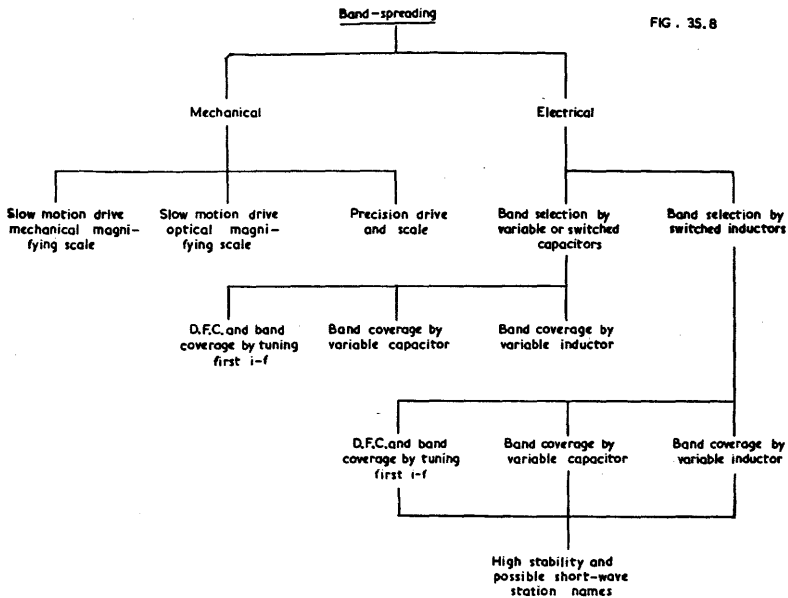 Band-spreading
FIG. 35.8
Mechanical
Electrical
Slow motion drive
mechanical magni-
fying scale
Slow motion drive
optical magni-
fying scale
Precision drive
and scale
Band selection by
variable or switched
capacitors
Band selection by
switched inductors
D.F.C. and band
coverage by tuning
first i-f
Band coverage by
variable capacitor
Band coverage by
variable inductor
D.F.C. and band
coverage by tuning
first i-f
Band coverage by
variable capacitor
Band coverage by
variable inductor
High stability and
possible short-wave
station names